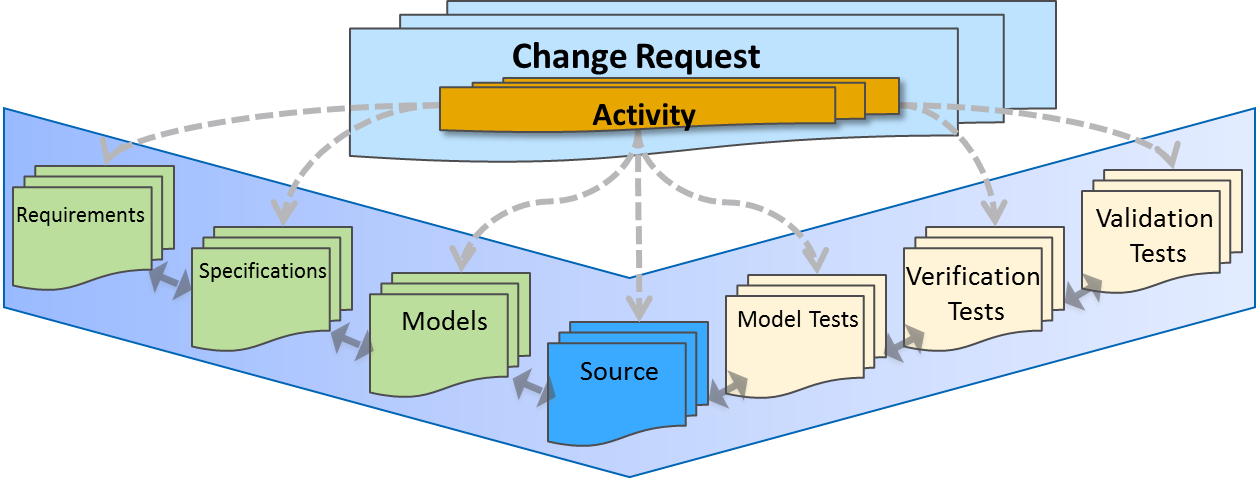 Change Request
Activity
Requirements
Specifications
Models
Source
Model Tests
Verification
Tests
Validation
Tests